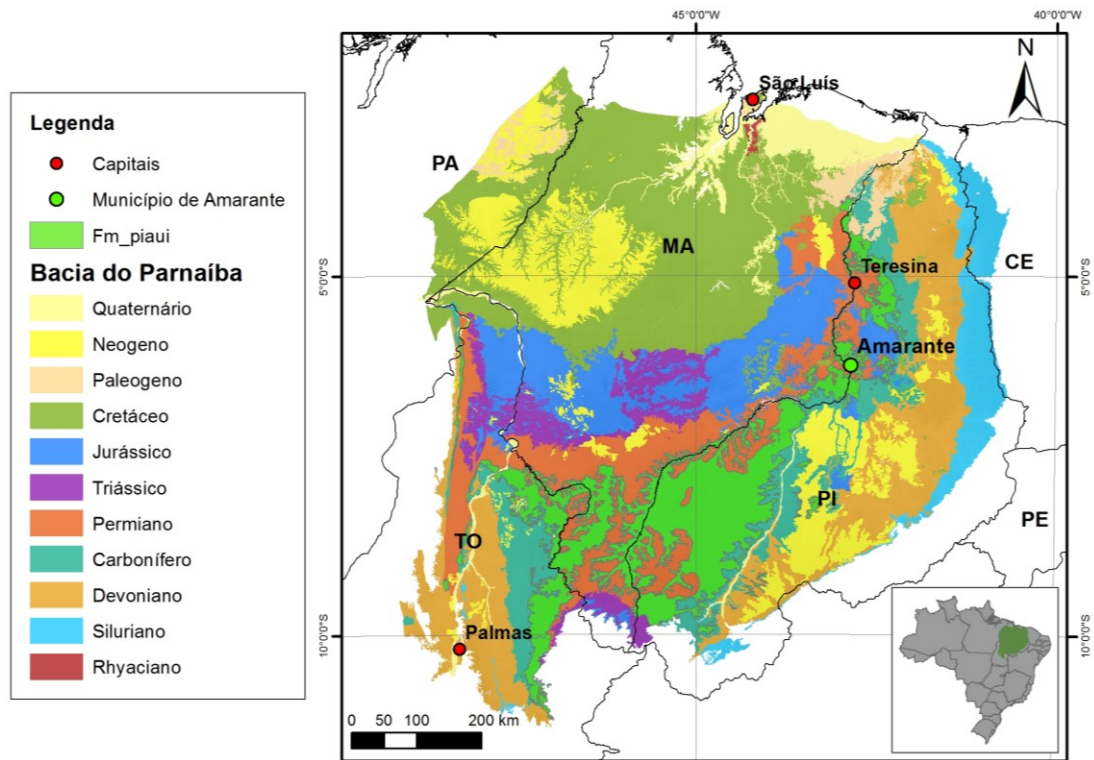 45°0'0"W
40°0'0"W
N
São Luís
Legenda
Capitais
Município de Amarante
Fm_piaui
Bacia do Parnaíba
Quaternário
Neogeno
Paleogeno
Cretáceo
Jurássico
Triássico
Permiano
Carbonífero
Devoniano
Siluriano
Rhyaciano
PA
MA
CE
5°0'0"S
5°0'0"S
Teresina
Amarante
PI
PE
TO
Palmas
10°0'0"S
10°0'0"S
0 50 100 200 km